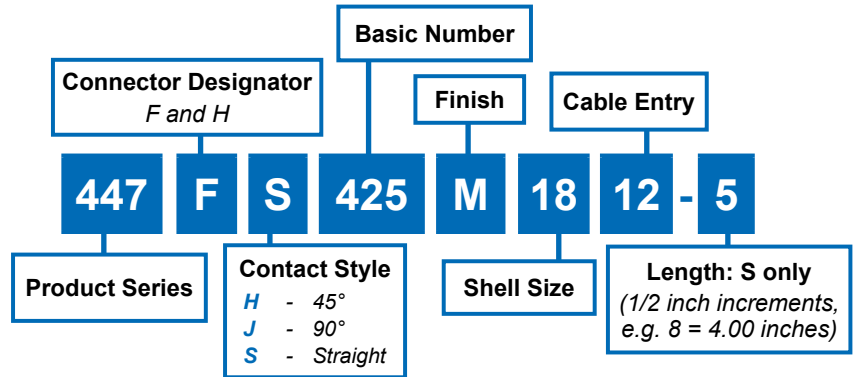 Basic Number
Connector Designator
F and H
Finish
Cable Entry
447 F S 425 M 18 12 - 5
Product Series
Contact Style
H - 45°
J - 90°
S - Straight
Shell Size
Length: S only
(1/2 inch increments,
e.g. 8 = 4.00 inches)